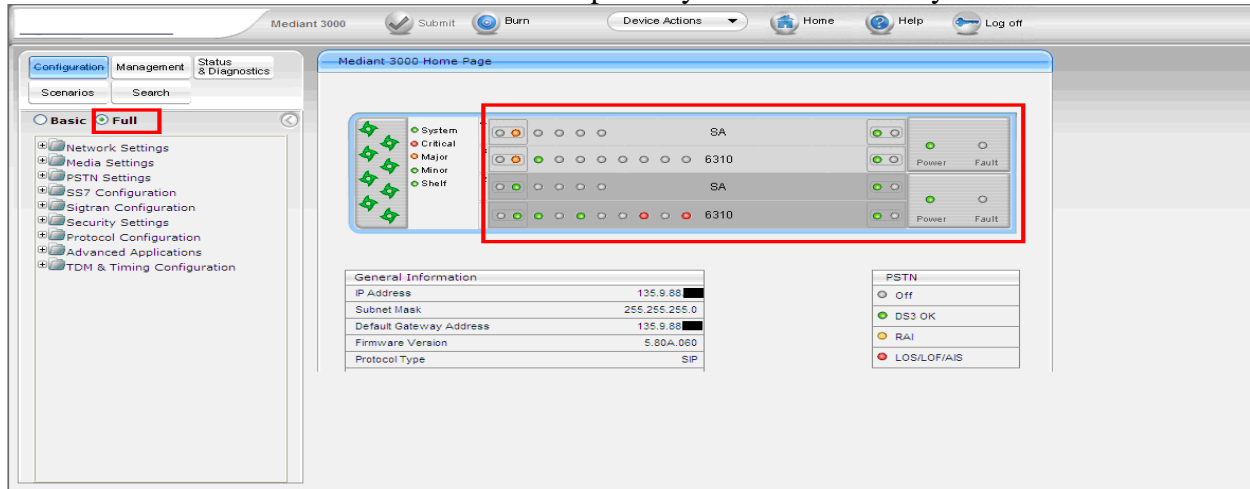 Mediant 3000 Submit Burn Device Actions Home Help Log off
Configuration Management Status & Diagnostics
Scenarios Search
Basic Full
Network Settings
Media Settings
PSTN Settings
SS7 Configuration
Sigtran Configuration
Security Settings
Protocol Configuration
Advanced Applications
TDM & Timing Configuration
Mediant 3000 Home Page
System
Critical
Major
Minor
Shelf
SA
6310
SA
6310
Power Fault
Power Fault
General Information
IP Address 135.9.88
Subnet Mask 255.255.255.0
Default Gateway Address 135.9.88
Firmware Version 5.80A.060
Protocol Type SIP
PSTN
Off
DS3 OK
RAI
LOS/LOF/AIS